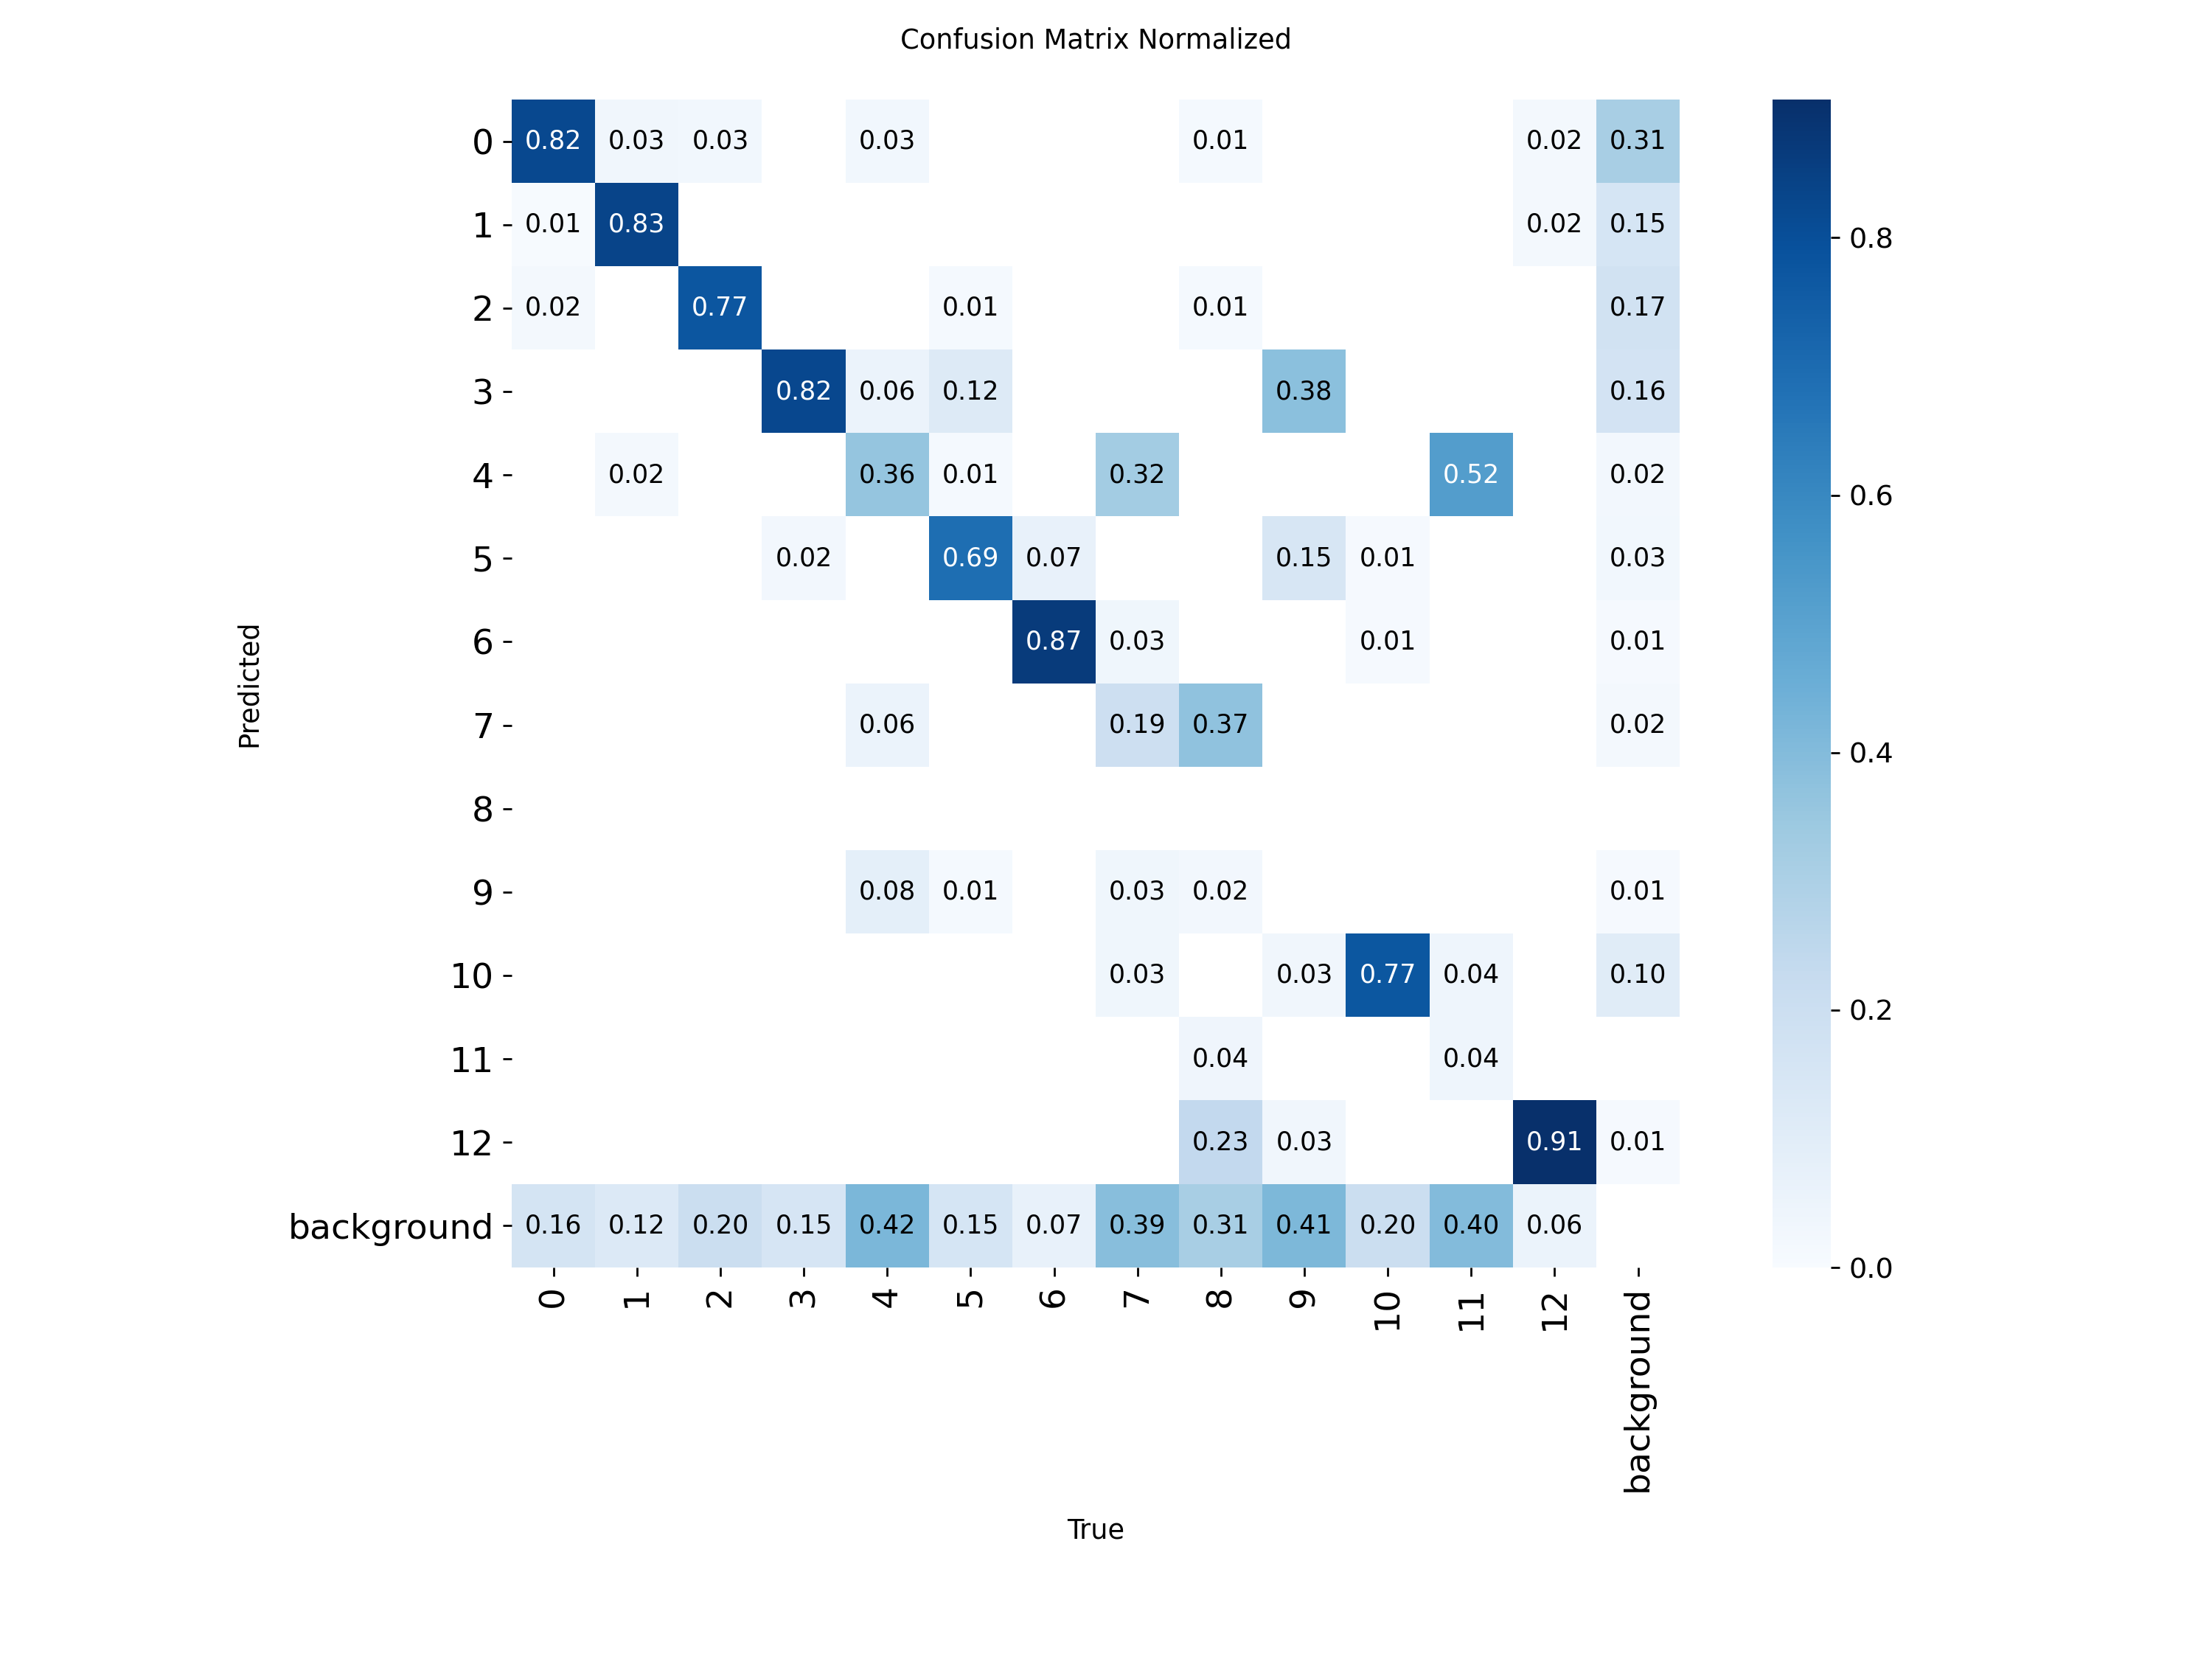 Confusion Matrix Normalized
0 0.82 0.03 0.03 0.03 0.01 0.02 0.31
1 0.01 0.83 0.02 0.15
2 0.02 0.77 0.01 0.01 0.17
3 0.82 0.06 0.12 0.38 0.16
4 0.02 0.36 0.01 0.32 0.52 0.02
5 0.02 0.69 0.07 0.15 0.01 0.03
6 0.87 0.03 0.01 0.01
7 0.06 0.19 0.37 0.02
8
9 0.08 0.01 0.03 0.02 0.01
10 0.03 0.03 0.77 0.04 0.10
11 0.04 0.04
12 0.23 0.03 0.91 0.01
background 0.16 0.12 0.20 0.15 0.42 0.15 0.07 0.39 0.31 0.41 0.20 0.40 0.06
0 1 2 3 4 5 6 7 8 9 10 11 12 background
True
Predicted
0.8
0.6
0.4
0.2
0.0